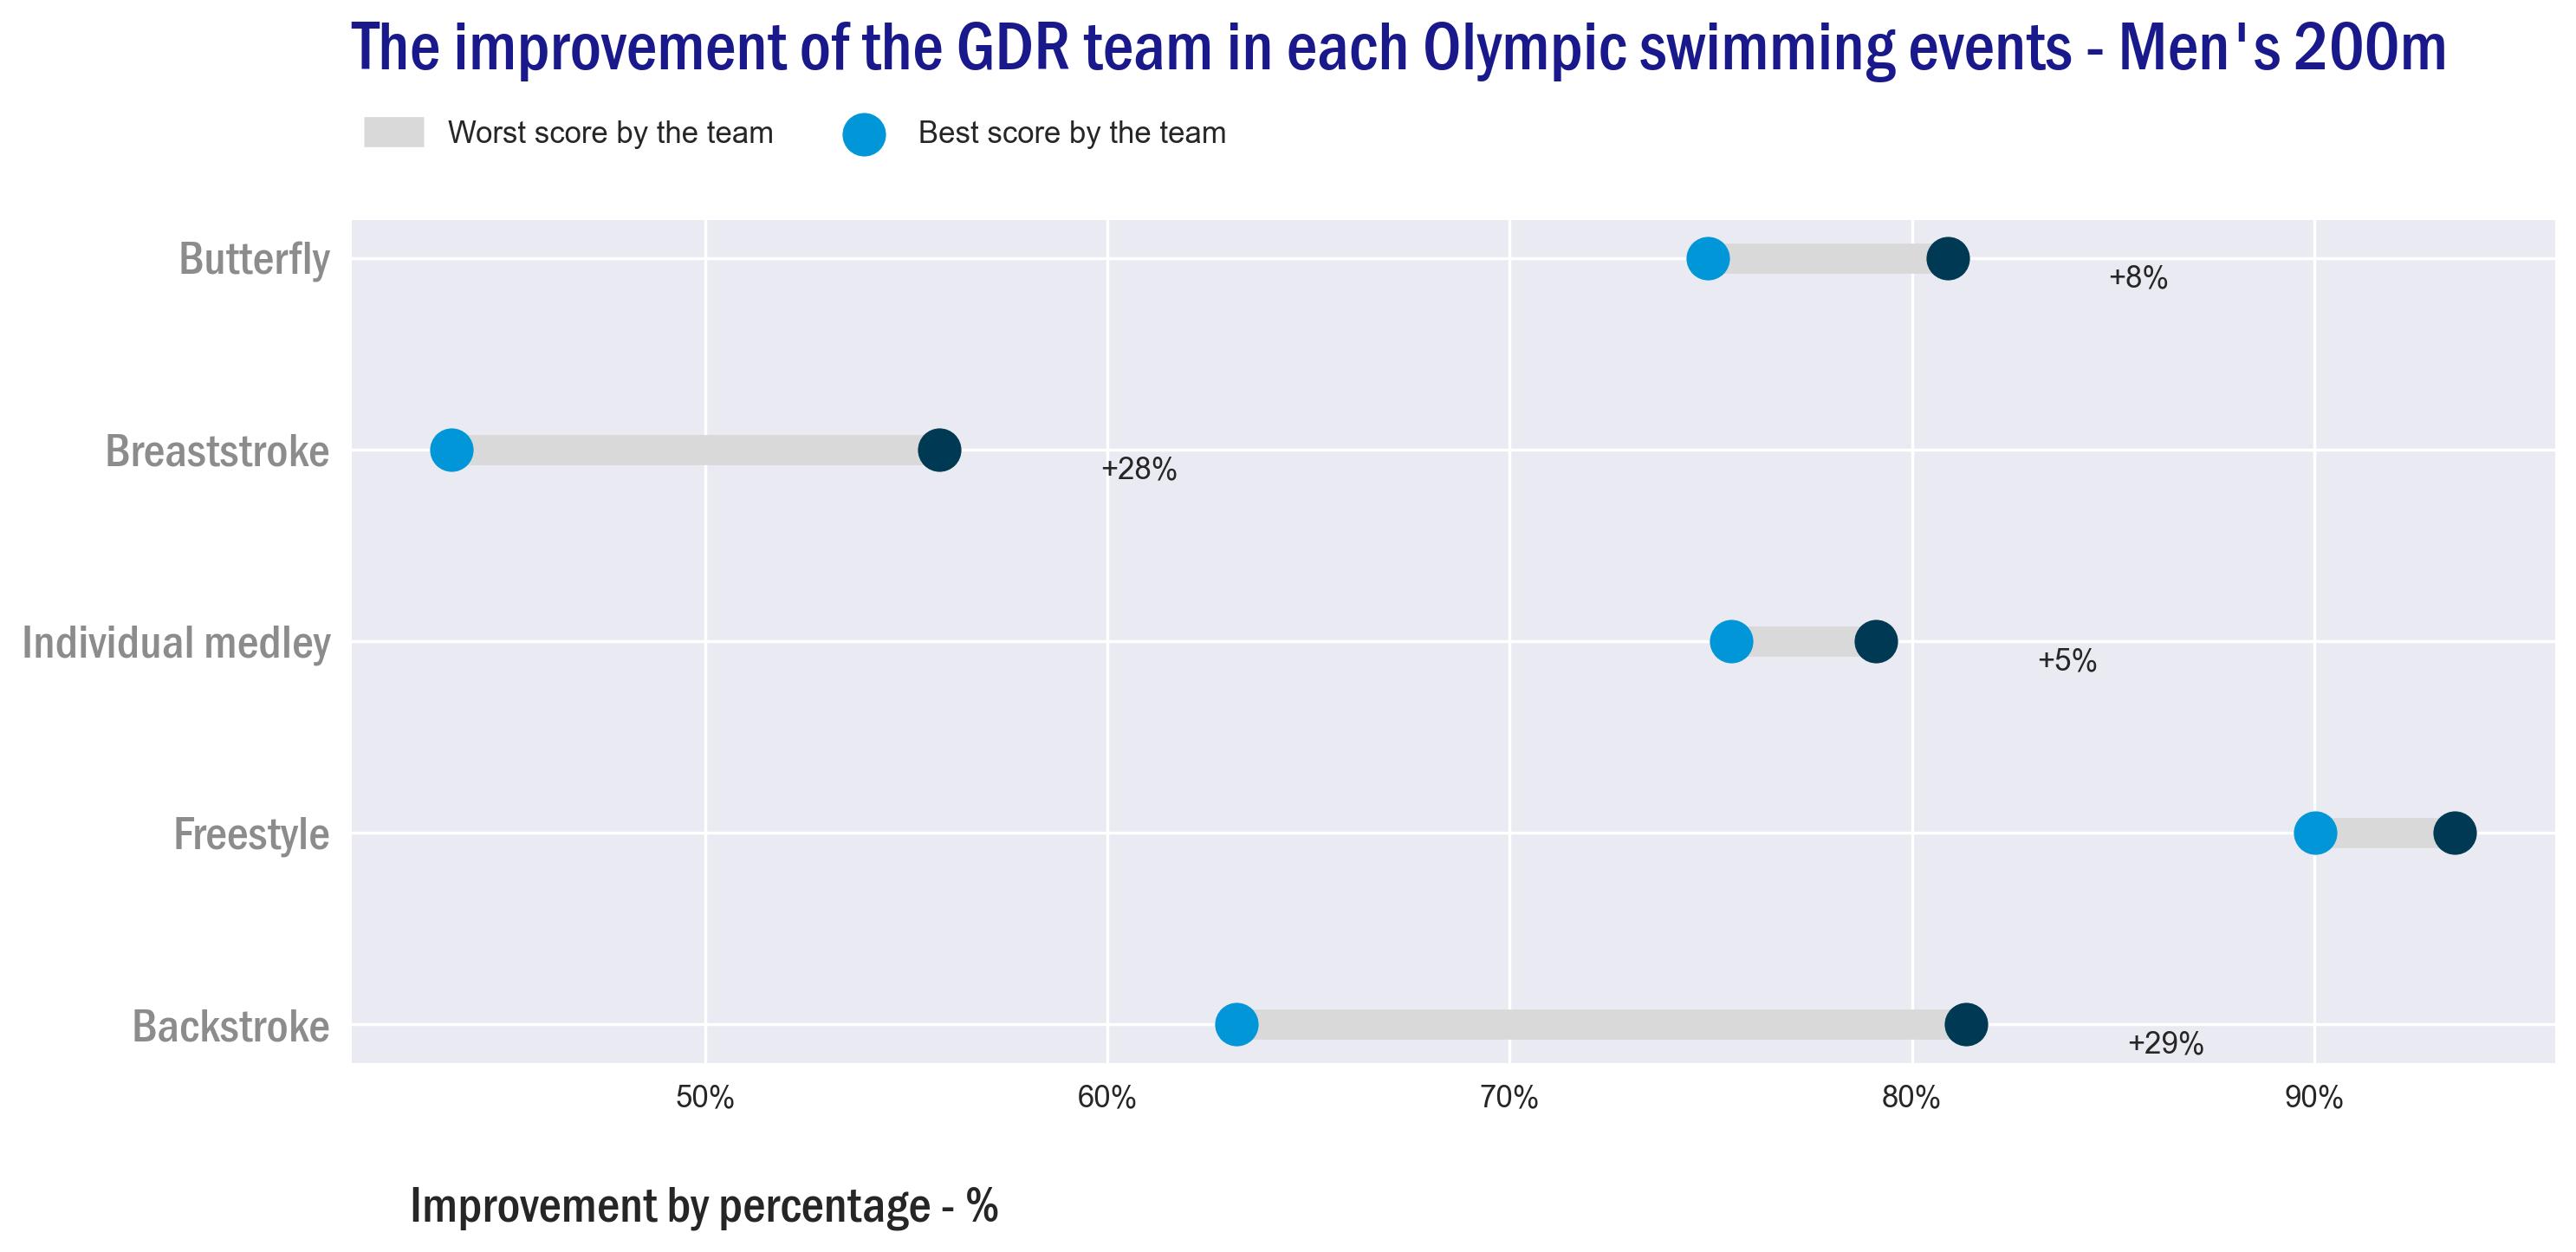 The improvement of the GDR team in each Olympic swimming events - Men's 200m
Worst score by the team
Best score by the team
Butterfly
+8%
Breaststroke
+28%
Individual medley
+5%
Freestyle
Backstroke
+29%
50%
60%
70%
80%
90%
Improvement by percentage - %